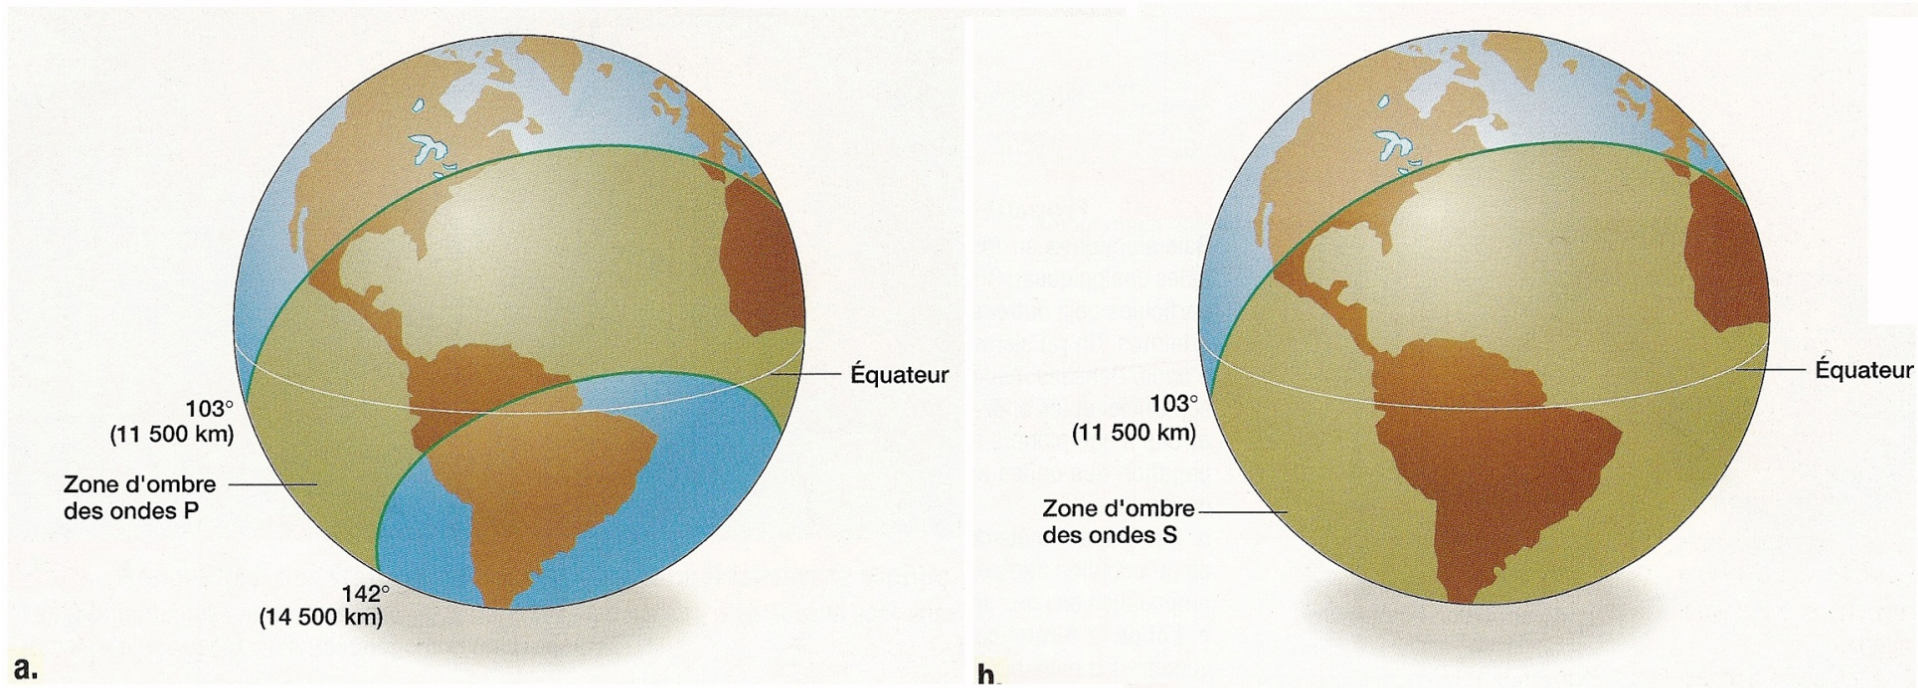 Équateur
103°
(11 500 km)
Zone d'ombre
des ondes P
142°
(14 500 km)
a.
Équateur
103°
(11 500 km)
Zone d'ombre
des ondes S